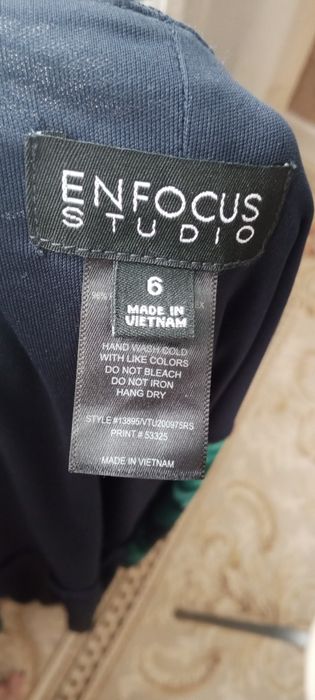 ENFOCUS
STUDIO
6
MADE IN
VIETNAM
HAND WASH COLD
WITH LIKE COLORS
DO NOT BLEACH
DO NOT IRON
HANG DRY
STYLE #13895/VTU20097SRS
PRINT # 53325
MADE IN VIETNAM